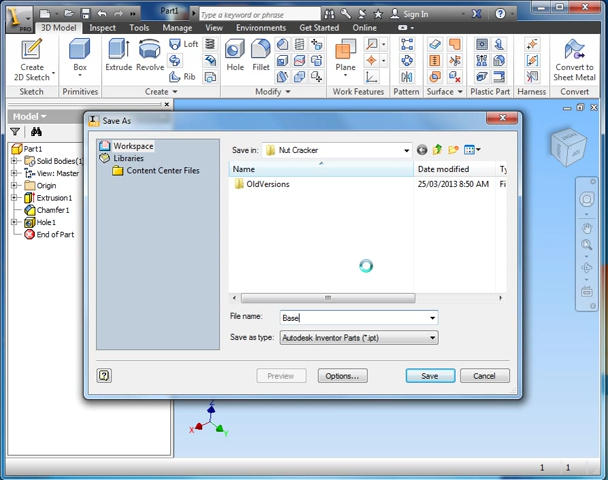 Part1
Type a keyword or phrase
Sign In
PRO
3D Model
Inspect
Tools
Manage
View
Environments
Get Started
Online
Create
2D Sketch
Box
Extrude
Revolve
Loft
Rib
Hole
Fillet
Plane
Convert to
Sheet Metal
Sketch
Primitives
Create
Modify
Work Features
Pattern
Surface
Plastic Part
Harness
Convert
Model
Part1
Solid Bodies(1
View: Master
Origin
Extrusion1
Chamfer1
Hole1
End of Part
Save As
Workspace
Libraries
Content Center Files
Save in:
Nut Cracker
Name
Date modified
Ty
OldVersions
25/03/2013 8:50 AM
Fi
File name:
Base
Save as type:
Autodesk Inventor Parts (*.ipt)
Preview
Options...
Save
Cancel
Z
X
Y
1
1